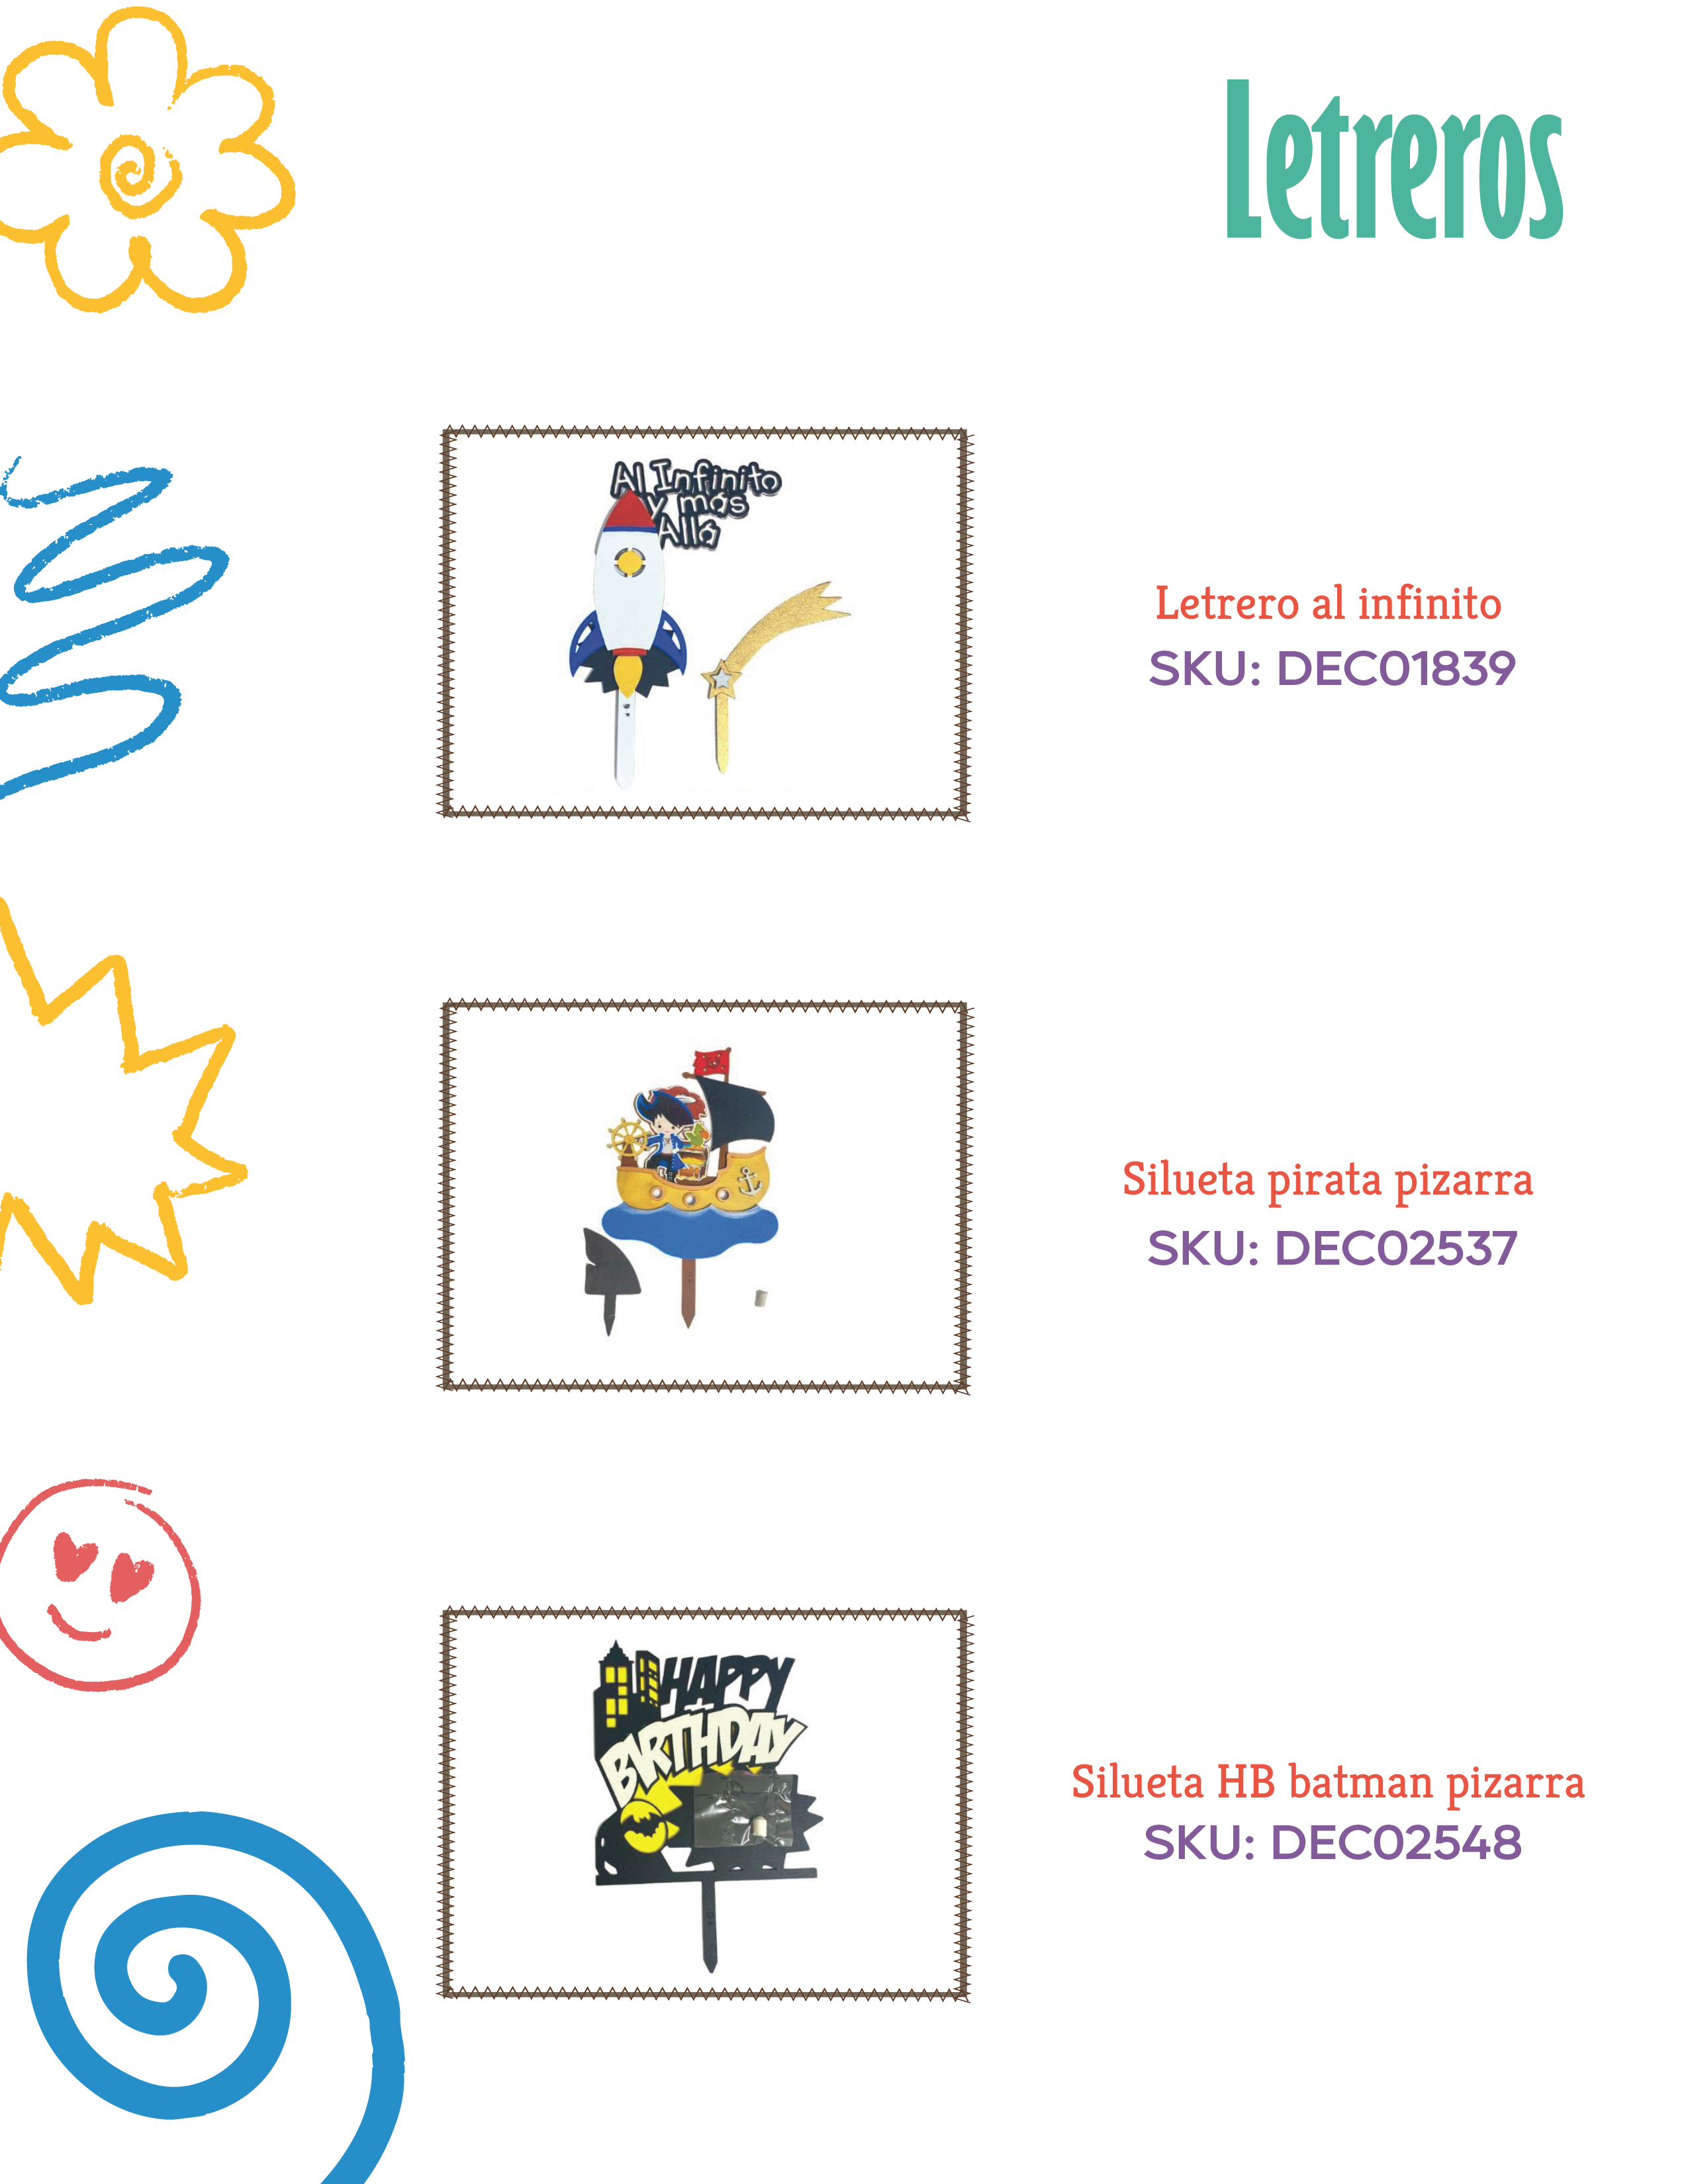 Letreros
Al Infinito
y más
Allá
Letrero al infinito
SKU: DEC01839
Silueta pirata pizarra
SKU: DEC02537
HAPPY
BIRTHDAY
Silueta HB batman pizarra
SKU: DEC02548